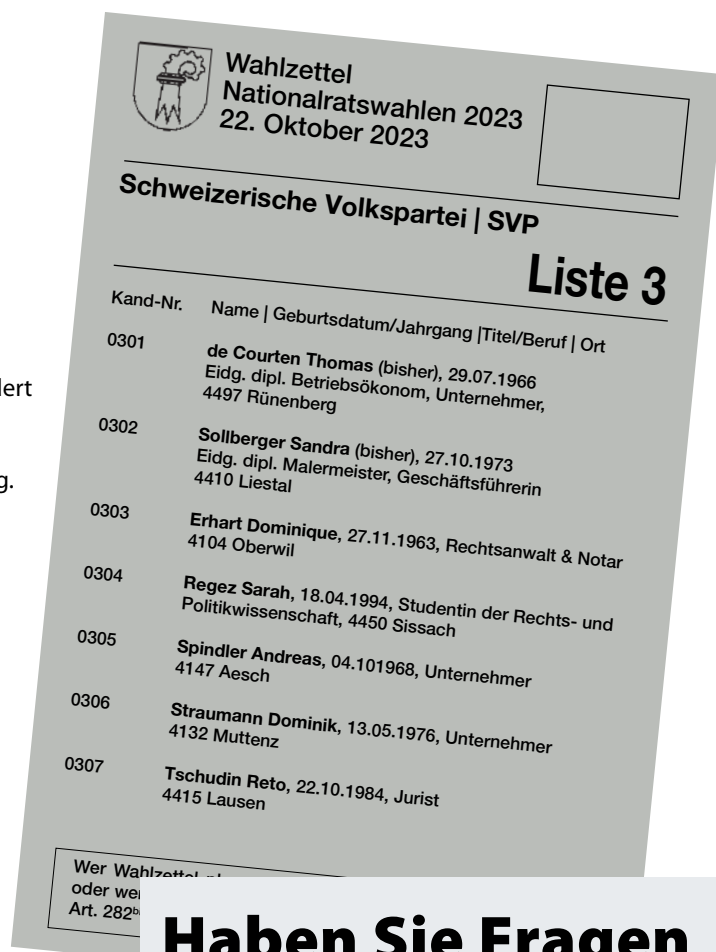 Wahlzettel
Nationalratswahlen 2023
22. Oktober 2023
Schweizerische Volkspartei | SVP
Liste 3
Kand-Nr. Name | Geburtsdatum/Jahrgang |Titel/Beruf | Ort
0301 de Courten Thomas (bisher), 29.07.1966
Eidg. dipl. Betriebsökonom, Unternehmer,
4497 Rünenberg
0302 Sollberger Sandra (bisher), 27.10.1973
Eidg. dipl. Malermeister, Geschäftsführerin
4410 Liestal
0303 Erhart Dominique, 27.11.1963, Rechtsanwalt & Notar
4104 Oberwil
0304 Regez Sarah, 18.04.1994, Studentin der Rechts- und
Politikwissenschaft, 4450 Sissach
0305 Spindler Andreas, 04.101968, Unternehmer
4147 Aesch
0306 Straumann Dominik, 13.05.1976, Unternehmer
4132 Muttenz
0307 Tschudin Reto, 22.10.1984, Jurist
4415 Lausen
Wer Wahlzettel
oder
Art. 282
Haben Sie Fragen